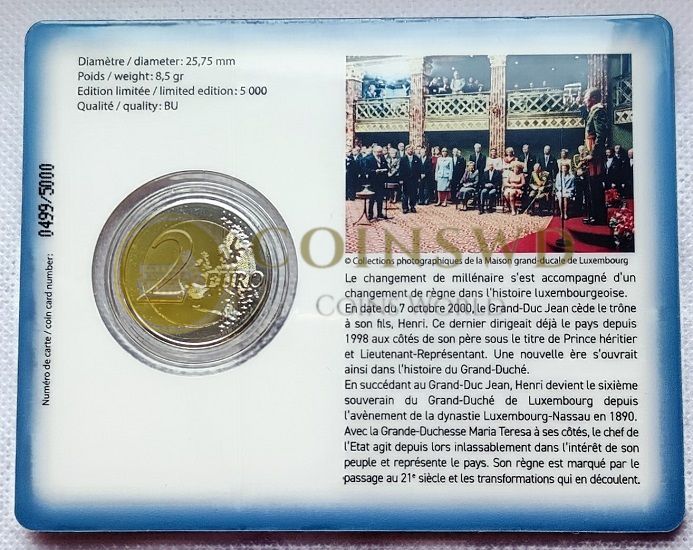 Diamètre / diameter: 25,75 mm
Poids / weight: 8,5 gr
Edition limitée / limited edition: 5 000
Qualité / quality: BU
Numéro de carte / coin card number: 0499/5000
2 EURO
COINSWD
COINS WORLD
© Collections photographiques de la Maison grand-ducale de Luxembourg
Le changement de millénaire s'est accompagné d'un
changement de règne dans l'histoire luxembourgeoise.
En date du 7 octobre 2000, le Grand-Duc Jean cède le trône
à son fils, Henri. Ce dernier dirigeait déjà le pays depuis
1998 aux côtés de son père sous le titre de Prince héritier
et Lieutenant-Représentant. Une nouvelle ère s'ouvrait
ainsi dans l'histoire du Grand-Duché.
En succédant au Grand-Duc Jean, Henri devient le sixième
souverain du Grand-Duché de Luxembourg depuis
l'avènement de la dynastie Luxembourg-Nassau en 1890.
Avec la Grande-Duchesse Maria Teresa à ses côtés, le chef de
l'Etat agit depuis lors inlassablement dans l'intérêt de son
peuple et représente le pays. Son règne est marqué par le
passage au 21e siècle et les transformations qui en découlent.